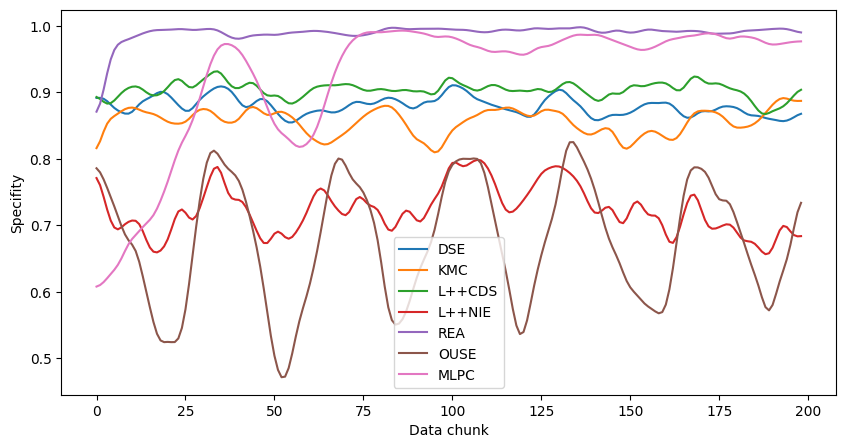 1.0
0.9
0.8
0.7
0.6
0.5
Specifity
0 25 50 75 100 125 150 175 200
Data chunk
DSE
KMC
L++CDS
L++NIE
REA
OUSE
MLPC